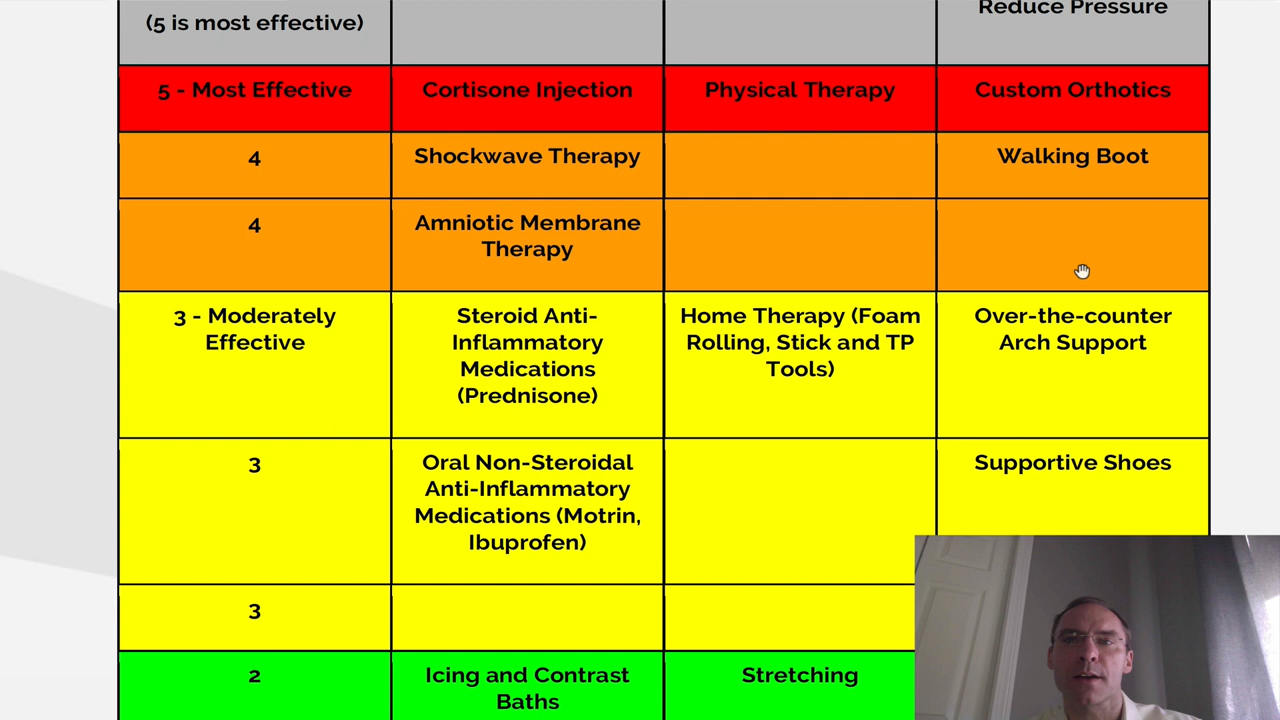 (5 is most effective)
Reduce Pressure
5 - Most Effective
Cortisone Injection
Physical Therapy
Custom Orthotics
4
Shockwave Therapy
Walking Boot
4
Amniotic Membrane
Therapy
3 - Moderately
Effective
Steroid Anti-
Inflammatory
Medications
(Prednisone)
Home Therapy (Foam
Rolling, Stick and TP
Tools)
Over-the-counter
Arch Support
3
Oral Non-Steroidal
Anti-Inflammatory
Medications (Motrin,
Ibuprofen)
Supportive Shoes
3
2
Icing and Contrast
Baths
Stretching